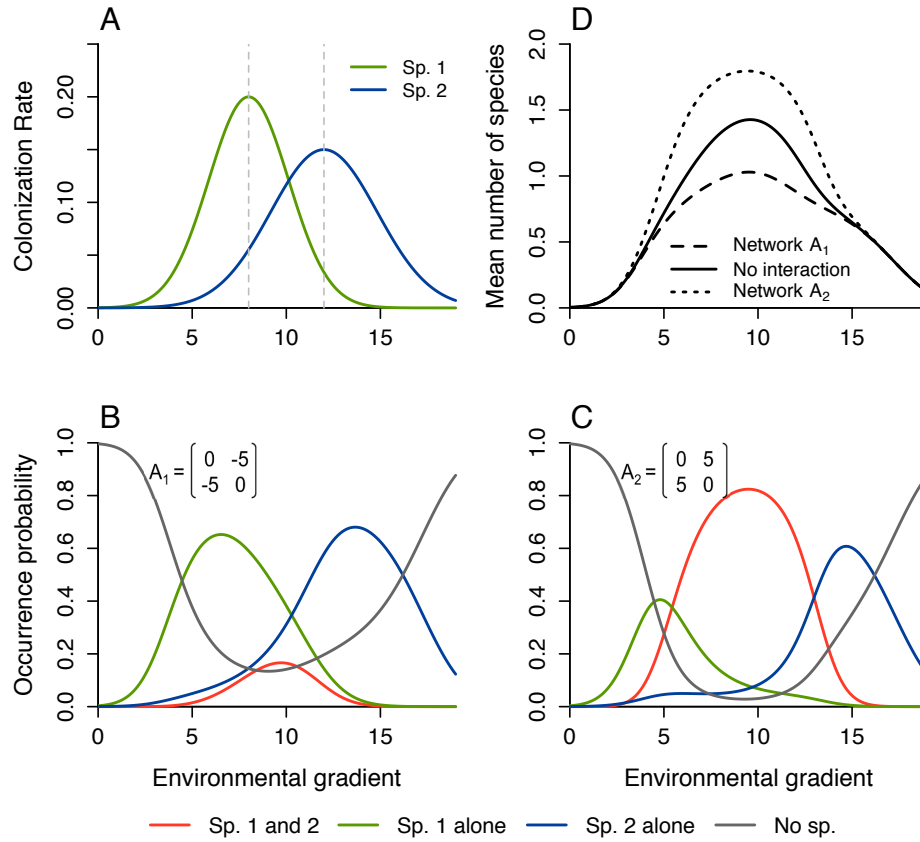 A
Colonization Rate
0.00 0.10 0.20
0 5 10 15
Sp. 1
Sp. 2
D
Mean number of species
0.0 0.5 1.0 1.5 2.0
0 5 10 15
Network A1
No interaction
Network A2
B
Occurrence probability
0.0 0.2 0.4 0.6 0.8 1.0
A1 = 0 -5
-5 0
0 5 10 15
Environmental gradient
C
0.0 0.2 0.4 0.6 0.8 1.0
A2 = 0 5
5 0
0 5 10 15
Environmental gradient
Sp. 1 and 2 Sp. 1 alone Sp. 2 alone No sp.